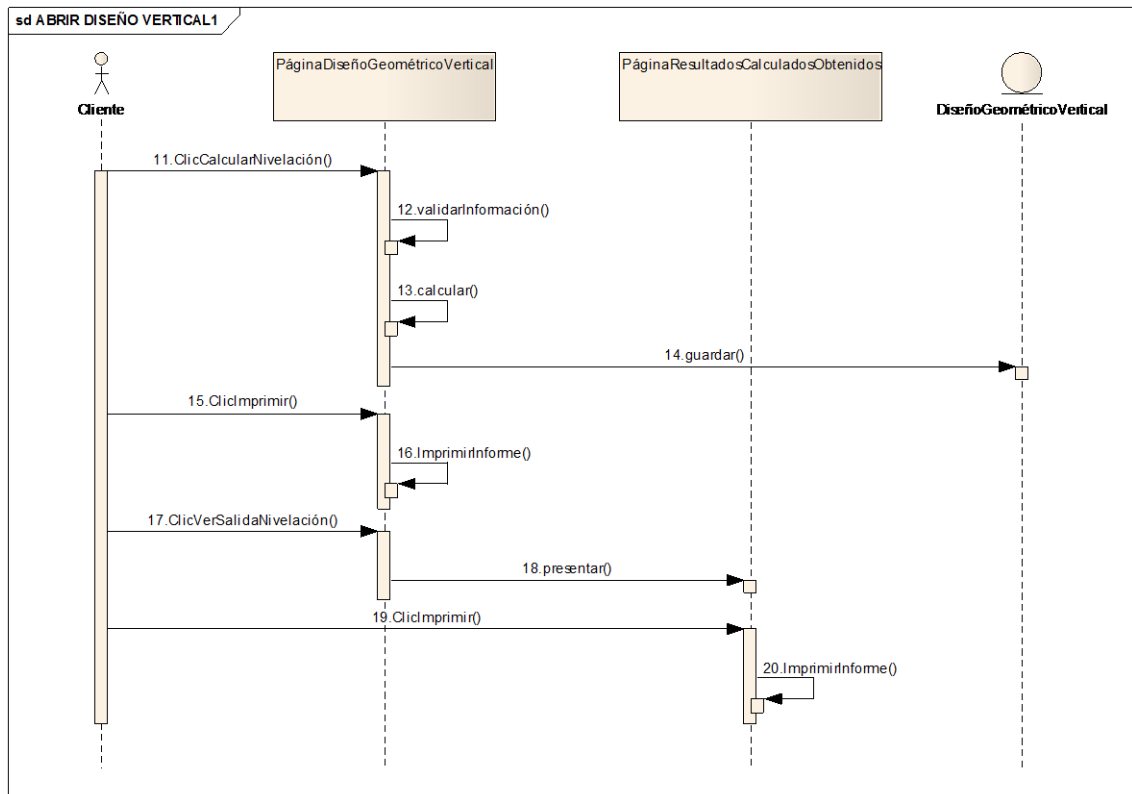 sd ABRIR DISEÑO VERTICAL1
Cliente
PáginaDiseñoGeométricoVertical
PáginaResultadosCalculadosObtenidos
DiseñoGeométricoVertical
11.ClicCalcularNivelación()
12.validarInformación()
13.calcular()
14.guardar()
15.ClicImprimir()
16.ImprimirInforme()
17.ClicVerSalidaNivelación()
18.presentar()
19.ClicImprimir()
20.ImprimirInforme()